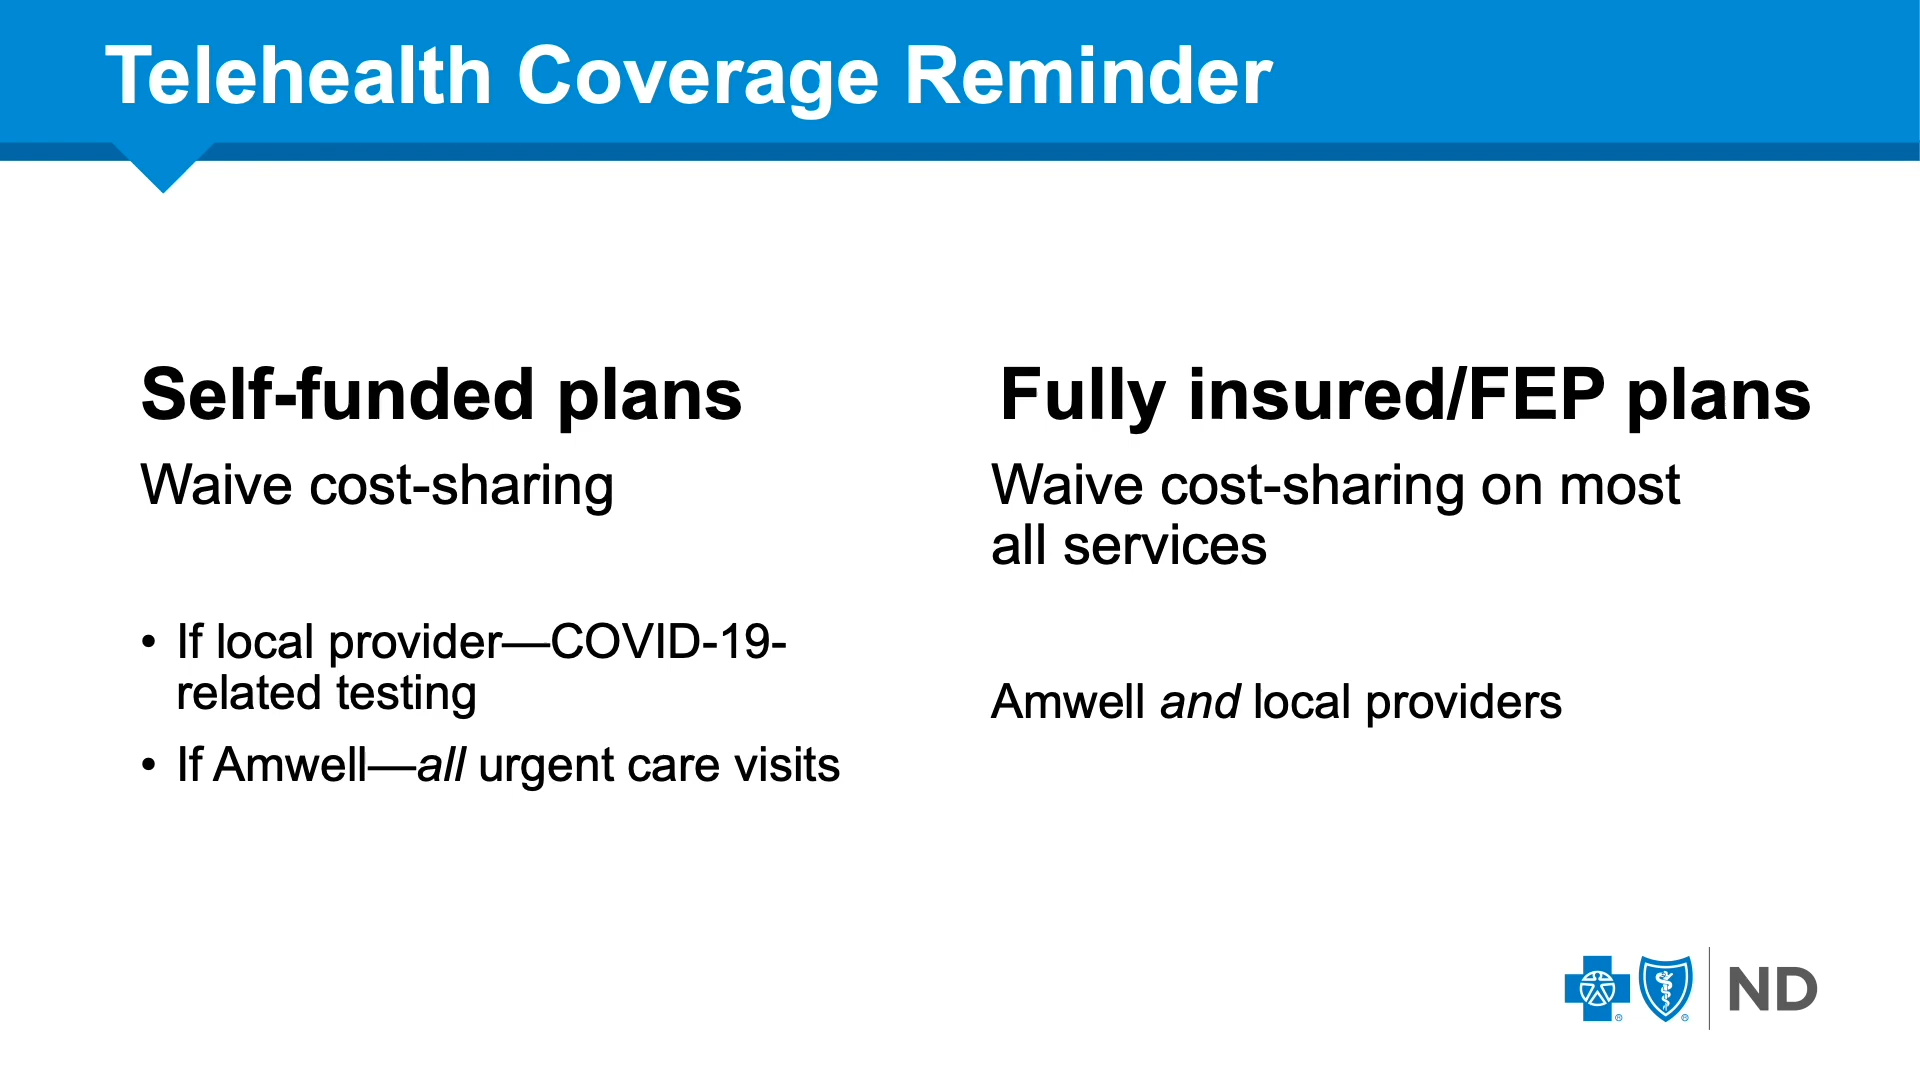 Telehealth Coverage Reminder
Self-funded plans
Waive cost-sharing
• If local provider—COVID-19-
related testing
• If Amwell—all urgent care visits
Fully insured/FEP plans
Waive cost-sharing on most
all services
Amwell and local providers
® ® ND